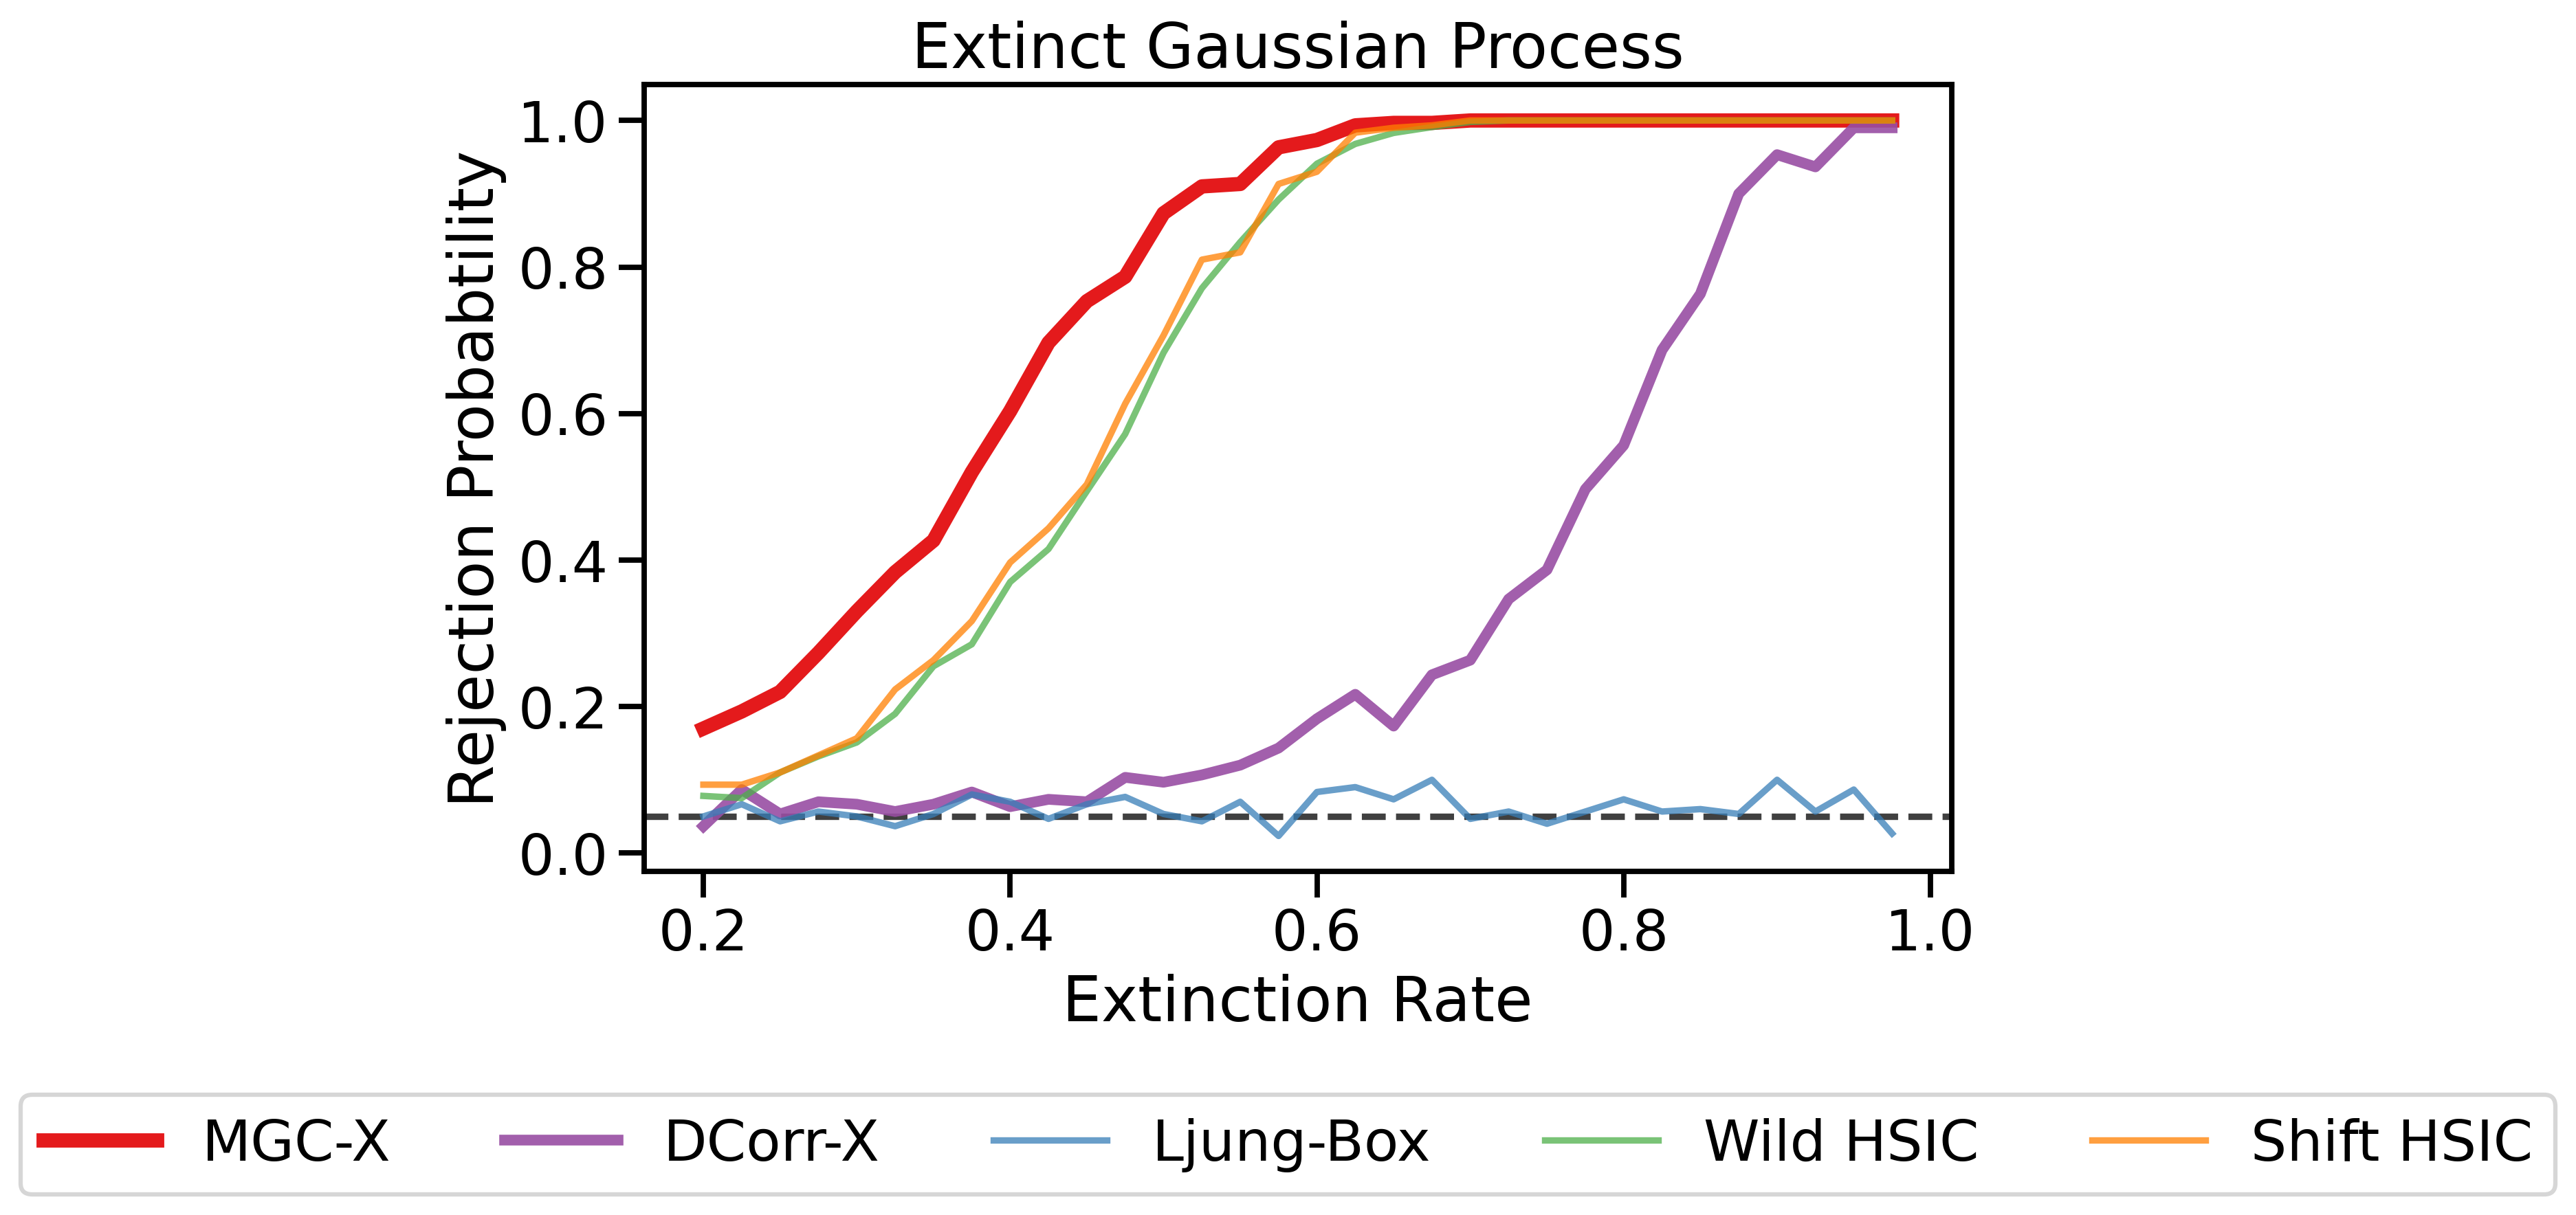 Extinct Gaussian Process
Rejection Probabtility
1.0
0.8
0.6
0.4
0.2
0.0
0.2 0.4 0.6 0.8 1.0
Extinction Rate
MGC-X DCorr-X Ljung-Box Wild HSIC Shift HSIC